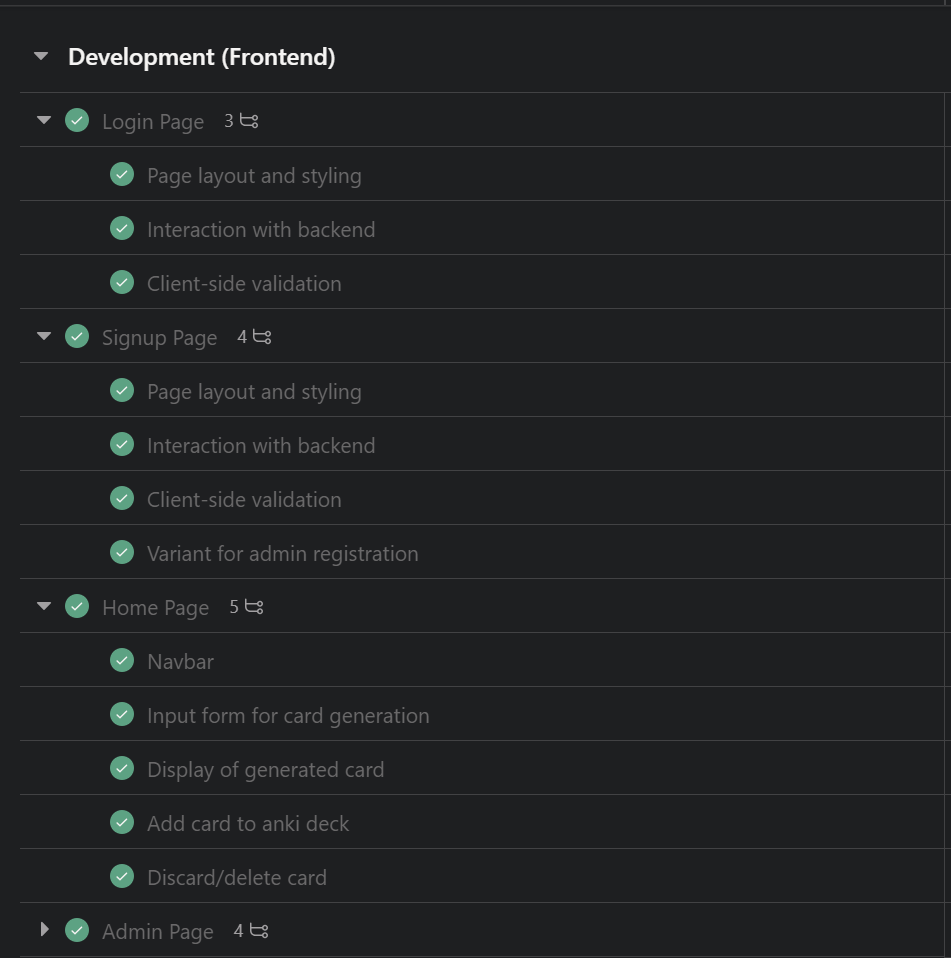 Development (Frontend)
Login Page 3
Page layout and styling
Interaction with backend
Client-side validation
Signup Page 4
Page layout and styling
Interaction with backend
Client-side validation
Variant for admin registration
Home Page 5
Navbar
Input form for card generation
Display of generated card
Add card to anki deck
Discard/delete card
Admin Page 4